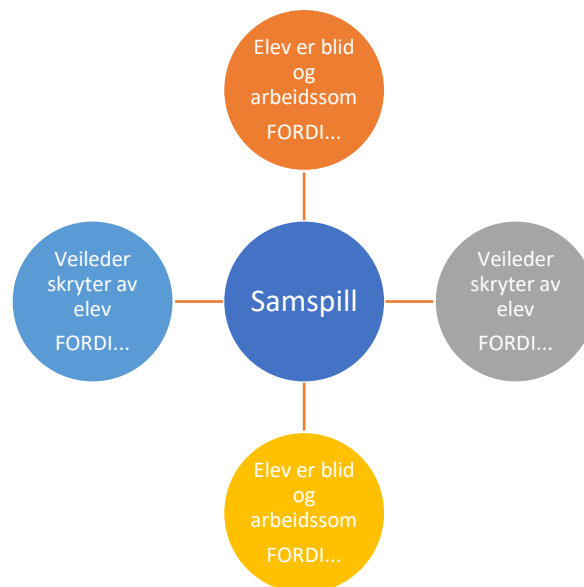 Elev er blid
og
arbeidssom
FORDI...
Veileder
skryter av
elev
FORDI...
Samspill
Veileder
skryter av
elev
FORDI...
Elev er blid
og
arbeidssom
FORDI...